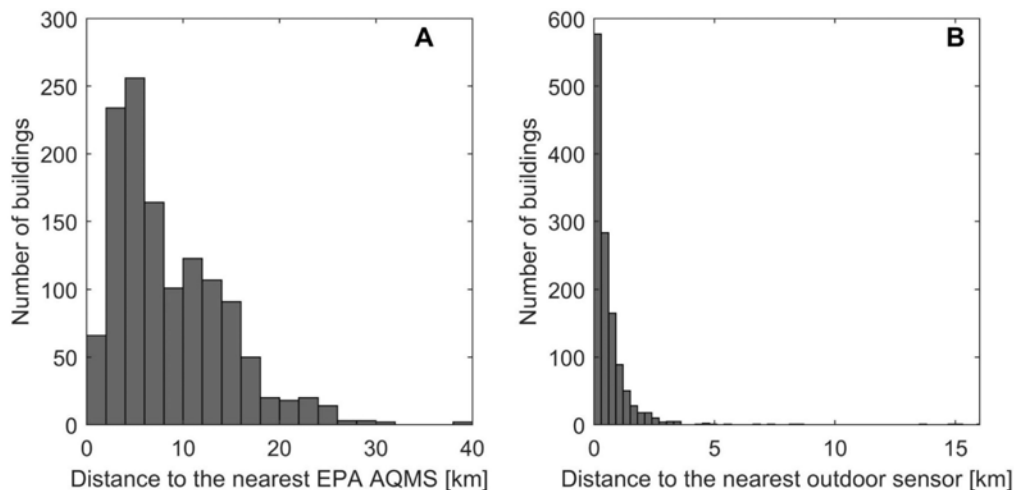 A
300
250
200
150
100
50
0
Number of buildings
0 10 20 30 40
Distance to the nearest EPA AQMS [km]
B
600
500
400
300
200
100
0
Number of buildings
0 5 10 15
Distance to the nearest outdoor sensor [km]